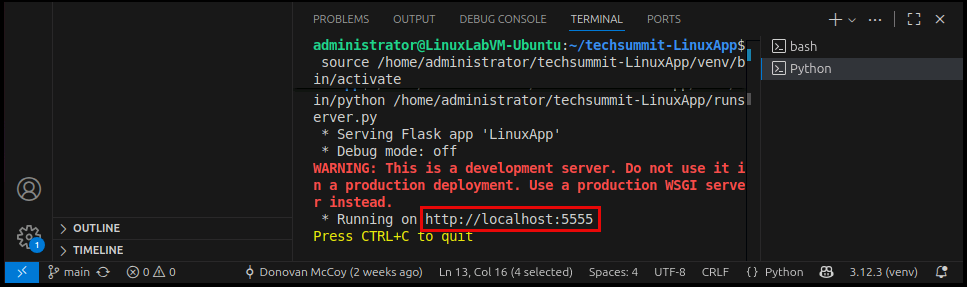 PROBLEMS OUTPUT DEBUG CONSOLE TERMINAL PORTS
administrator@LinuxLabVM-Ubuntu:~/techsummit-LinuxApp$
source /home/administrator/techsummit-LinuxApp/venv/b
in/activate
in/python /home/administrator/techsummit-LinuxApp/runs
erver.py
* Serving Flask app 'LinuxApp'
* Debug mode: off
WARNING: This is a development server. Do not use it i
n a production deployment. Use a production WSGI serve
r instead.
* Running on http://localhost:5555
Press CTRL+C to quit
bash
Python
OUTLINE
TIMELINE
1
main 0 0 Donovan McCoy (2 weeks ago) Ln 13, Col 16 (4 selected) Spaces: 4 UTF-8 CRLF {} Python 3.12.3 (venv)